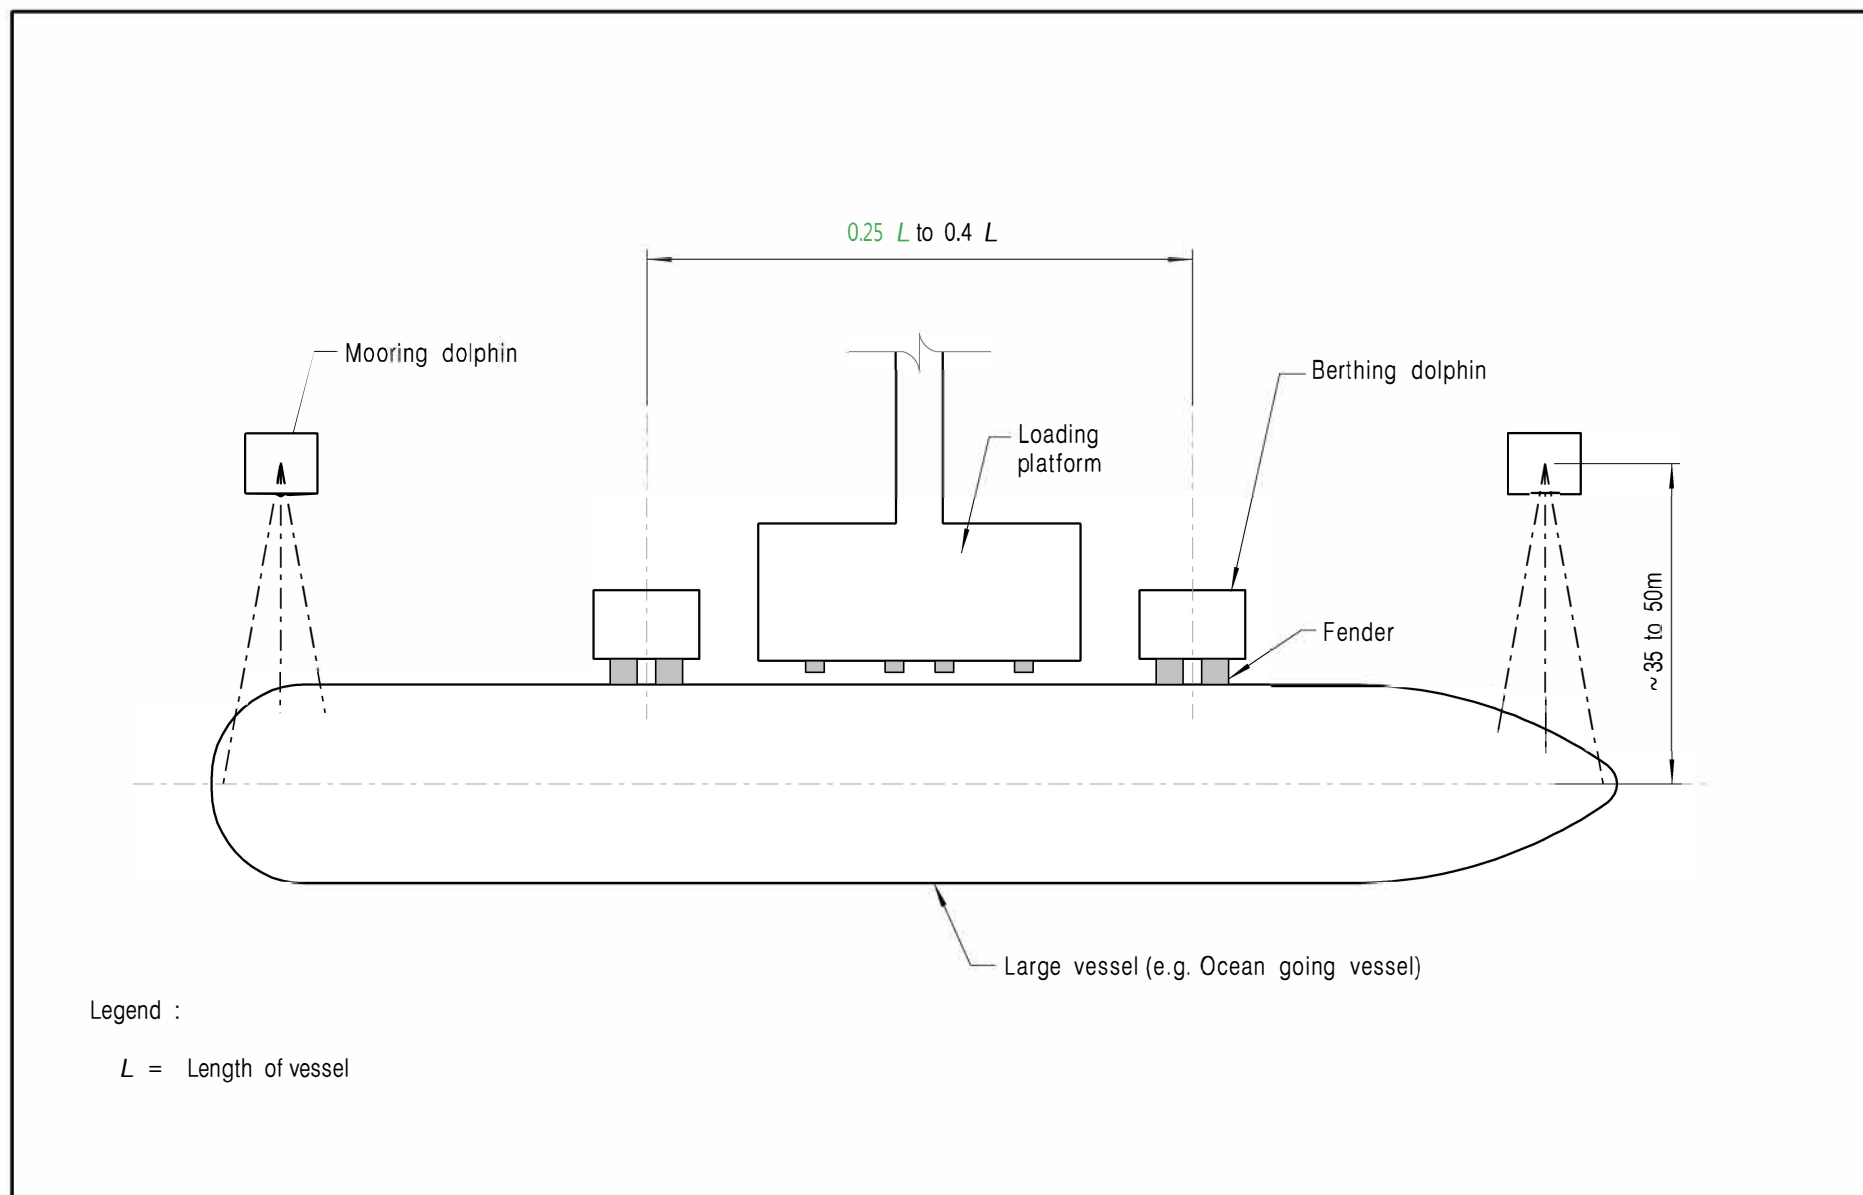 0.25 L to 0.4 L
Mooring dolphin
Berthing dolphin
Loading
platform
Fender
~35 to 50m
Large vessel (e.g. Ocean going vessel)
Legend :
L = Length of vessel